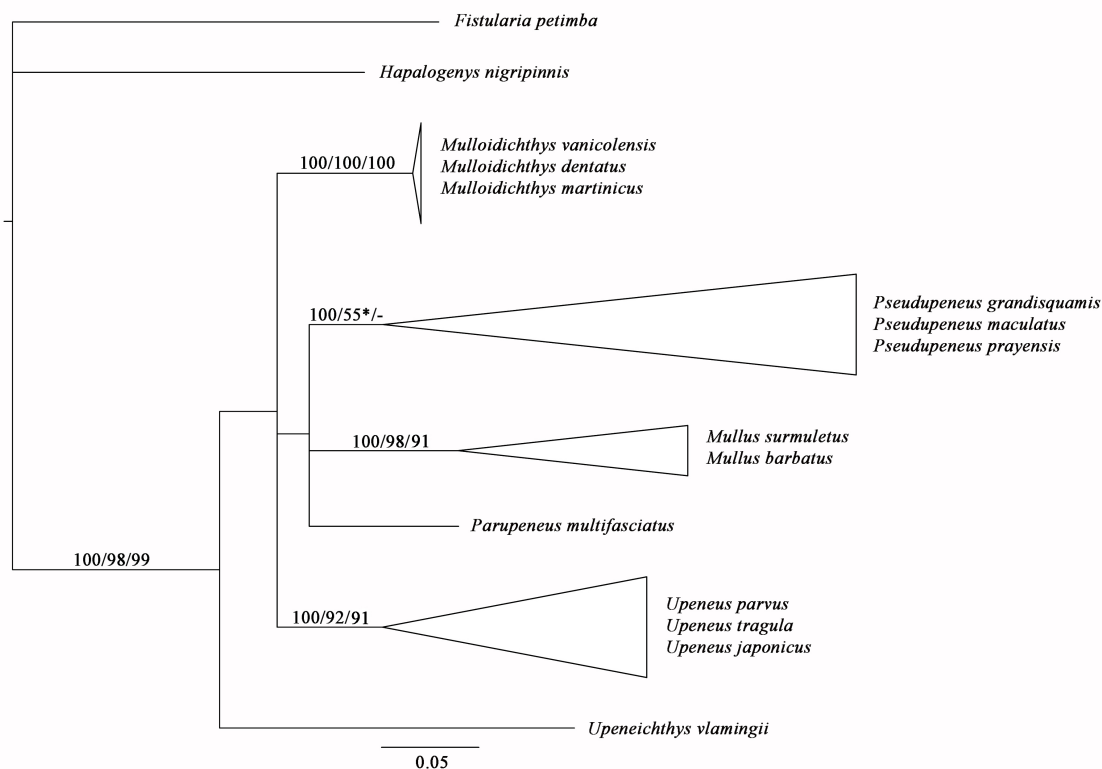 Fistularia petimba
Hapalogenys nigripinnis
100/100/100
Mulloidichthys vanicolensis
Mulloidichthys dentatus
Mulloidichthys martinicus
100/55*/-
Pseudupeneus grandisquamis
Pseudupeneus maculatus
Pseudupeneus prayensis
100/98/91
Mullus surmuletus
Mullus barbatus
Parupeneus multifasciatus
100/98/99
100/92/91
Upeneus parvus
Upeneus tragula
Upeneus japonicus
Upeneichthys vlamingii
0.05